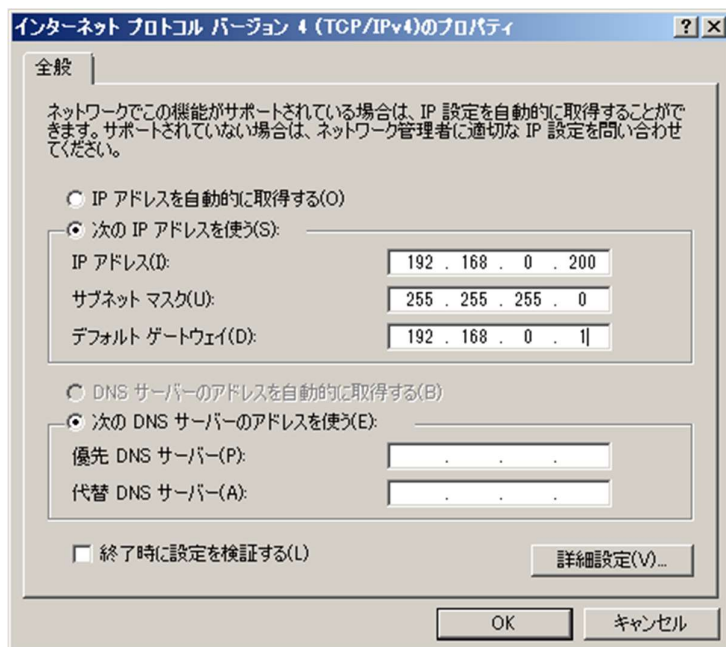 インターネット プロトコル バージョン 4 (TCP/IPv4)のプロパティ
全般
ネットワークでこの機能がサポートされている場合は、IP 設定を自動的に取得することがで
きます。サポートされていない場合は、ネットワーク管理者に適切な IP 設定を問い合わせ
てください。
IP アドレスを自動的に取得する(O)
次の IP アドレスを使う(S):
IP アドレス(I): 192 . 168 . 0 . 200
サブネット マスク(U): 255 . 255 . 255 . 0
デフォルト ゲートウェイ(D): 192 . 168 . 0 . 1
DNS サーバーのアドレスを自動的に取得する(B)
次の DNS サーバーのアドレスを使う(E):
優先 DNS サーバー(P): . . .
代替 DNS サーバー(A): . . .
終了時に設定を検証する(L)
詳細設定(V)...
OK キャンセル